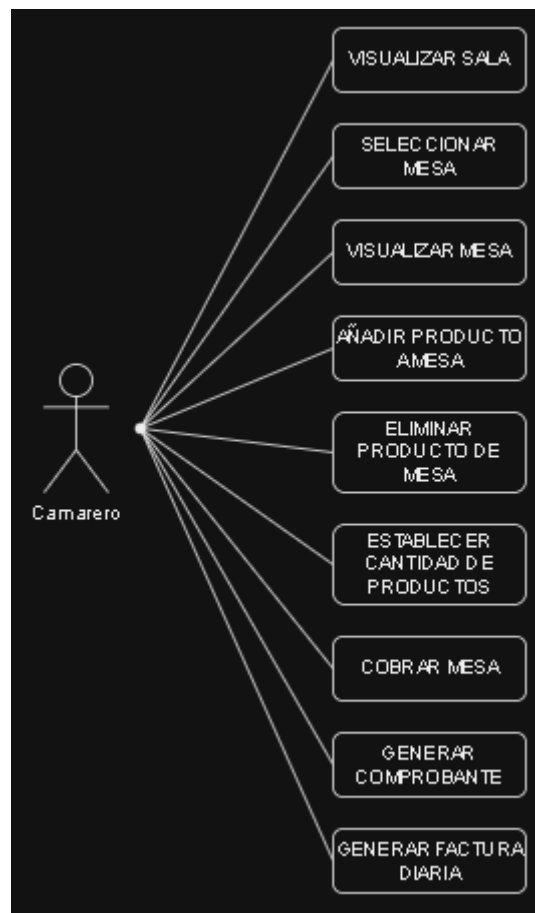 VISUALIZAR SALA
SELECCIONAR
MESA
VISUALIZAR MESA
AÑADIR PRODUCTO
A MESA
ELIMINAR
PRODUCTO DE
MESA
ESTABLECER
CANTIDAD DE
PRODUCTOS
COBRAR MESA
GENERAR
COMPROBANTE
GENERAR FACTURA
DIARIA
Camarero